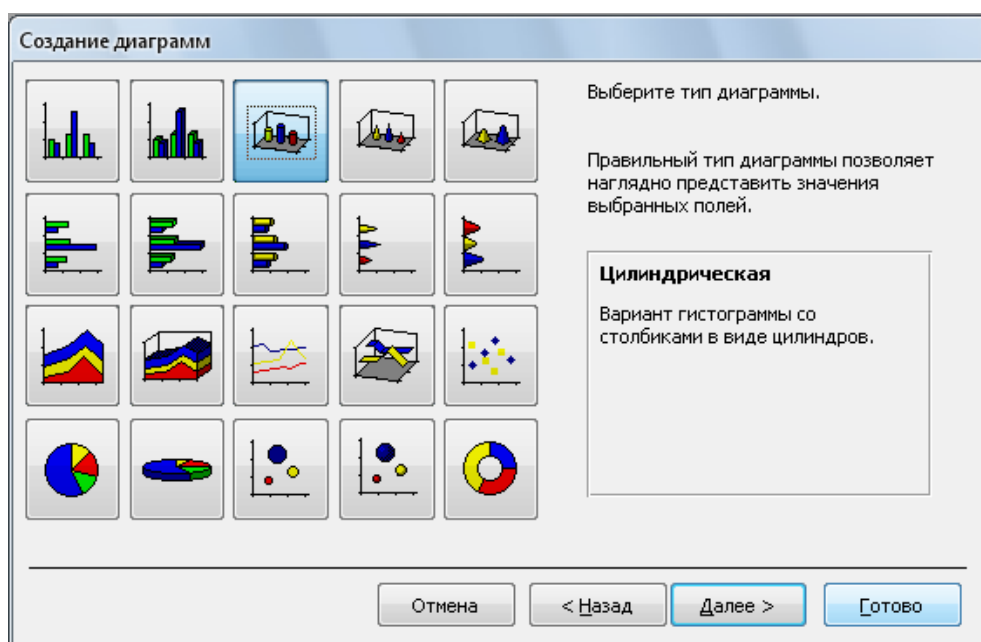 Создание диаграмм
Выберите тип диаграммы.
Правильный тип диаграммы позволяет
наглядно представить значения
выбранных полей.
Цилиндрическая
Вариант гистограммы со
столбиками в виде цилиндров.
Отмена < Назад Далее > Готово